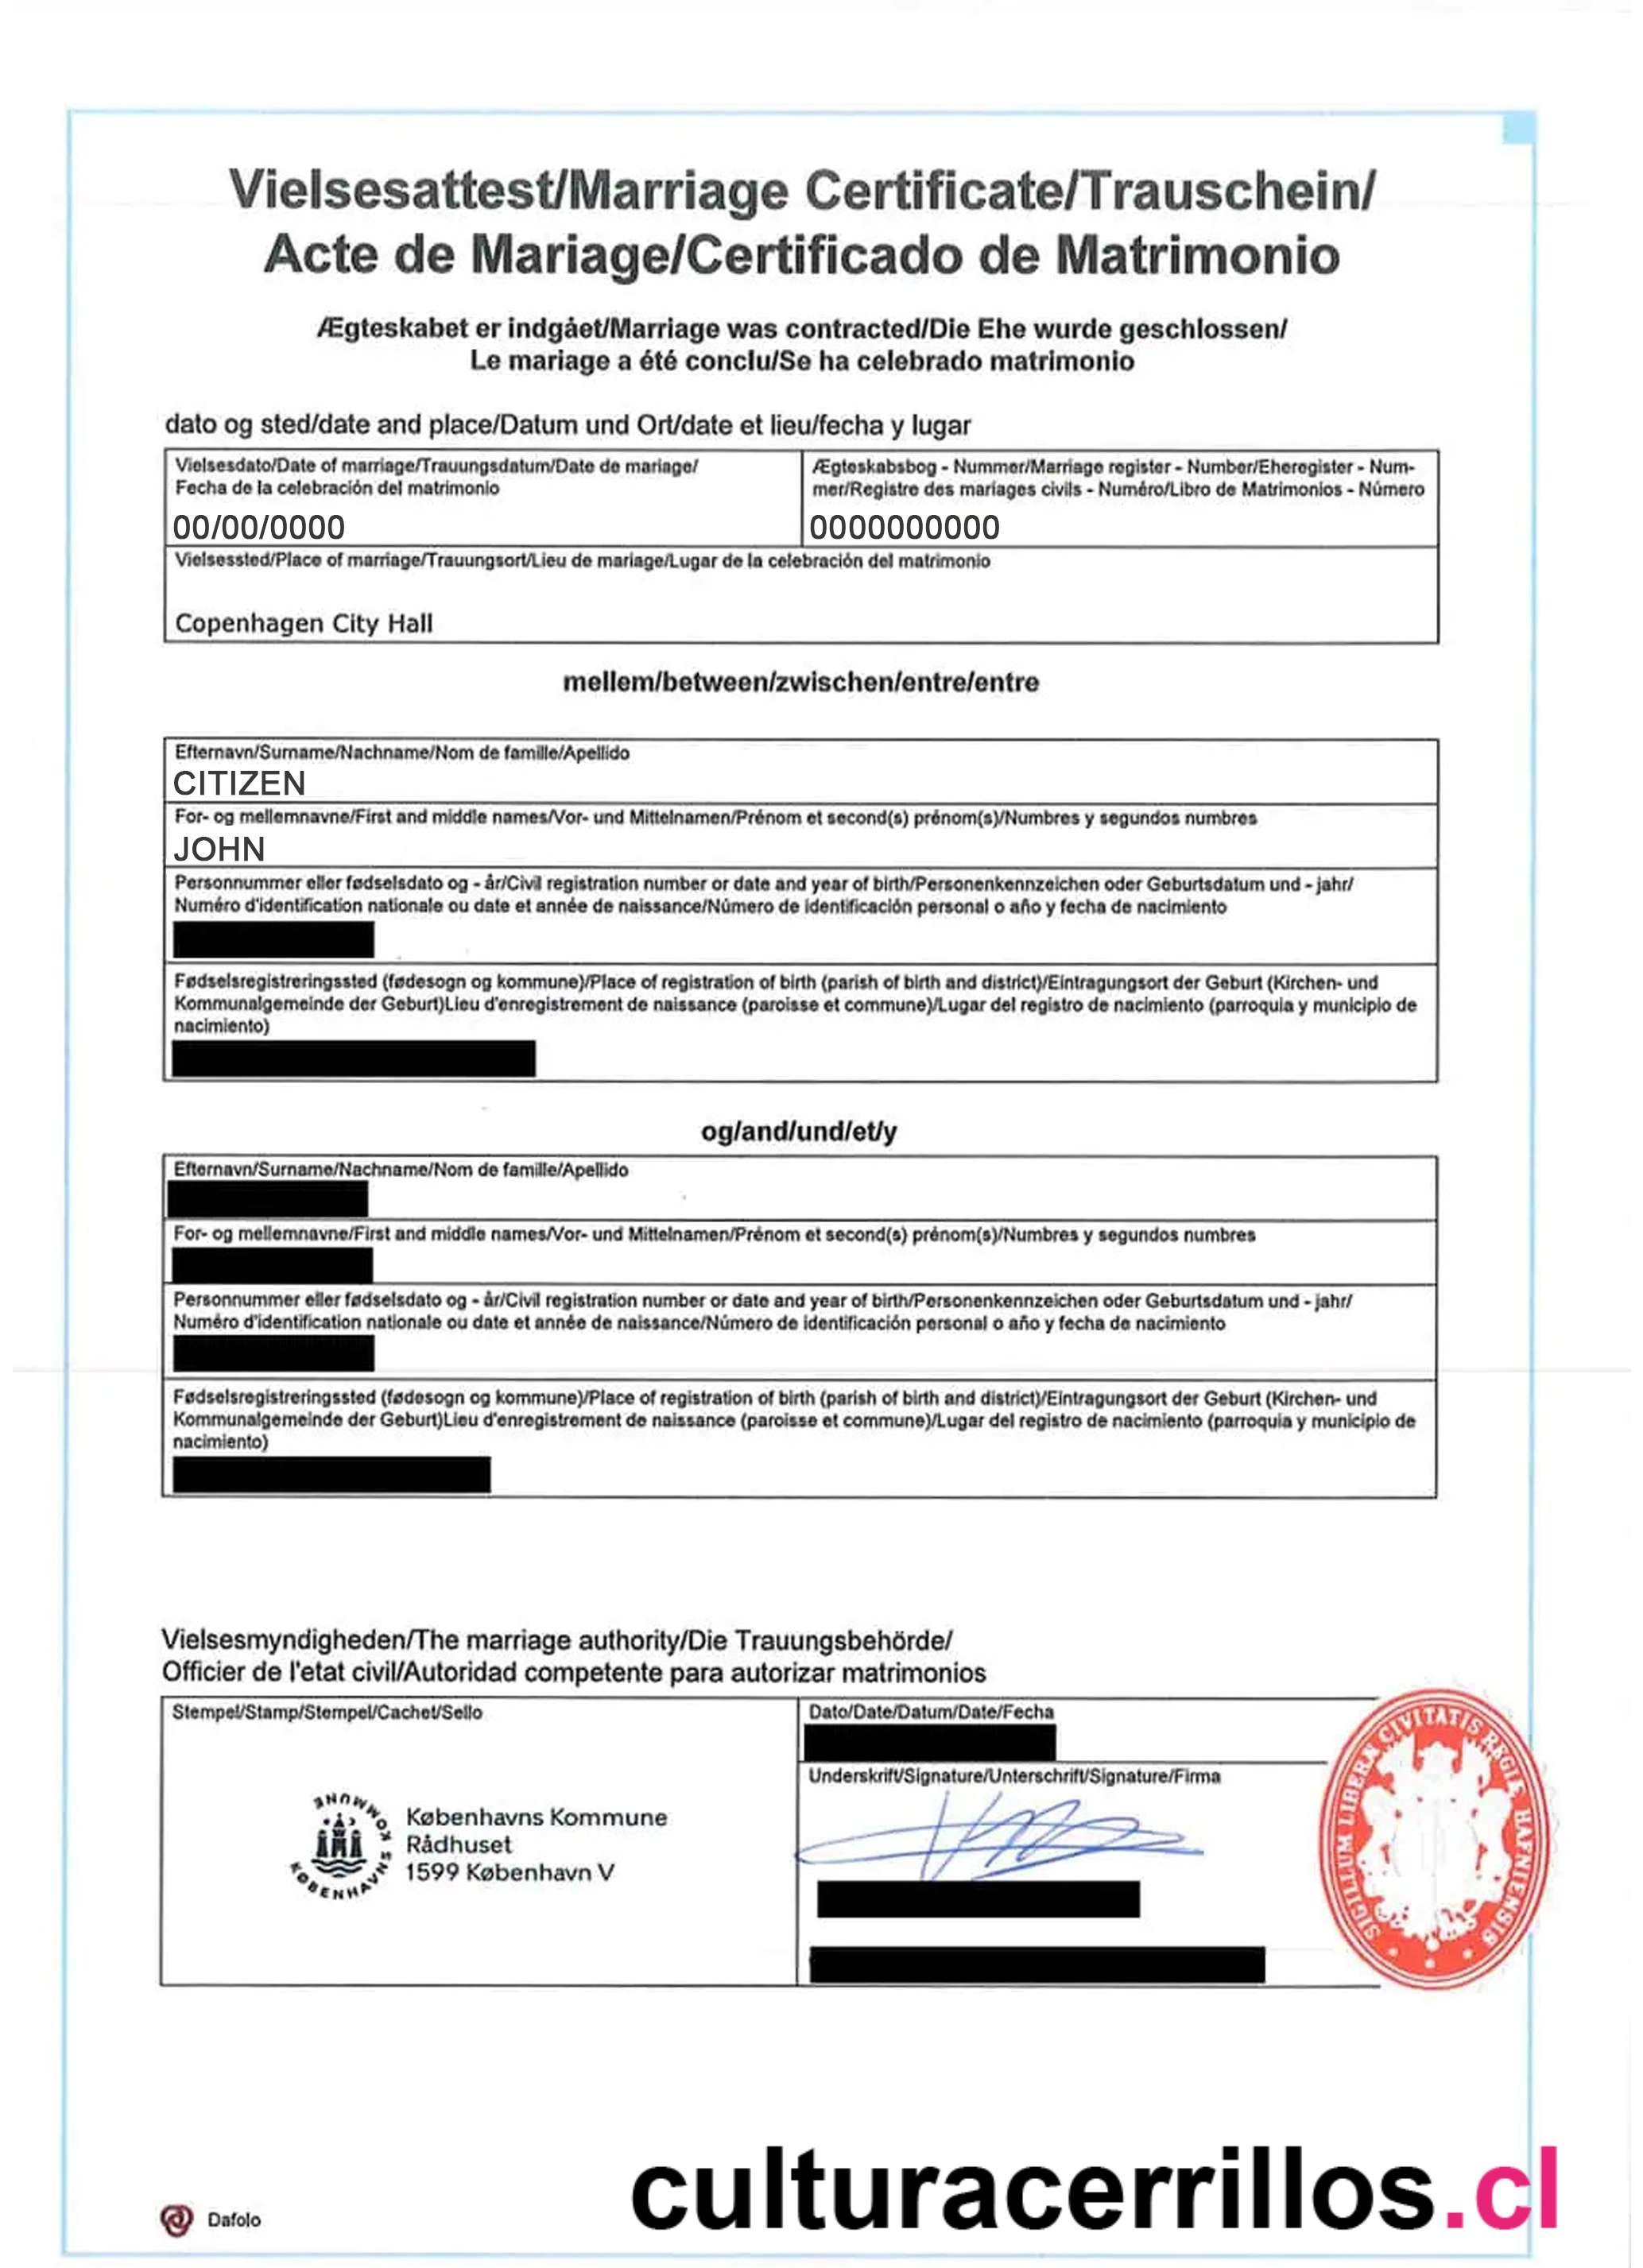 Vielsesattest/Marriage Certificate/Trauschein/
Acte de Mariage/Certificado de Matrimonio
Ægteskabet er indgået/Marriage was contracted/Die Ehe wurde geschlossen/
Le mariage a été conclu/Se ha celebrado matrimonio
dato og sted/date and place/Datum und Ort/date et lieu/fecha y lugar
Vielsesdato/Date of marriage/Trauungsdatum/Date de mariage/
Fecha de la celebración del matrimonio
00/00/0000
Ægteskabsbog - Nummer/Marriage register - Number/Eheregister - Num-
mer/Registre des mariages civils - Numéro/Libro de Matrimonios - Número
0000000000
Vielsessted/Place of marriage/Trauungsort/Lieu de mariage/Lugar de la celebración del matrimonio
Copenhagen City Hall
mellem/between/zwischen/entre/entre
Efternavn/Surname/Nachname/Nom de famille/Apellido
CITIZEN
For- og mellemnavne/First and middle names/Vor- und Mittelnamen/Prénom et second(s) prénom(s)/Numbres y segundos numbres
JOHN
Personnummer eller fødselsdato og - år/Civil registration number or date and year of birth/Personenkennzeichen oder Geburtsdatum und - jahr/
Numéro d'identification nationale ou date et année de naissance/Número de identificación personal o año y fecha de nacimiento
Fødselsregistreringssted (fødesogn og kommune)/Place of registration of birth (parish of birth and district)/Eintragungsort der Geburt (Kirchen- und
Kommunalgemeinde der Geburt)Lieu d'enregistrement de naissance (paroisse et commune)/Lugar del registro de nacimiento (parroquia y municipio de
nacimiento)
og/and/und/et/y
Efternavn/Surname/Nachname/Nom de famille/Apellido
For- og mellemnavne/First and middle names/Vor- und Mittelnamen/Prénom et second(s) prénom(s)/Numbres y segundos numbres
Personnummer eller fødselsdato og - år/Civil registration number or date and year of birth/Personenkennzeichen oder Geburtsdatum und - jahr/
Numéro d'identification nationale ou date et année de naissance/Número de identificación personal o año y fecha de nacimiento
Fødselsregistreringssted (fødesogn og kommune)/Place of registration of birth (parish of birth and district)/Eintragungsort der Geburt (Kirchen- und
Kommunalgemeinde der Geburt)Lieu d'enregistrement de naissance (paroisse et commune)/Lugar del registro de nacimiento (parroquia y municipio de
nacimiento)
Vielsesmyndigheden/The marriage authority/Die Trauungsbehörde/
Officier de l'etat civil/Autoridad competente para autorizar matrimonios
Stempel/Stamp/Stempel/Cachet/Sello
KØBENHAVNS KOMMUNE
Københavns Kommune
Rådhuset
1599 København V
Dato/Date/Datum/Date/Fecha
Underskrift/Signature/Unterschrift/Signature/Firma
SIGILLUM LIBERÆ CIVITATIS REGIÆ HAFNIENSIS
culturacerrillos.cl
Dafolo